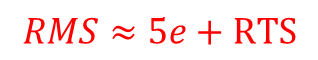 RMS ≈ 5e + RTS